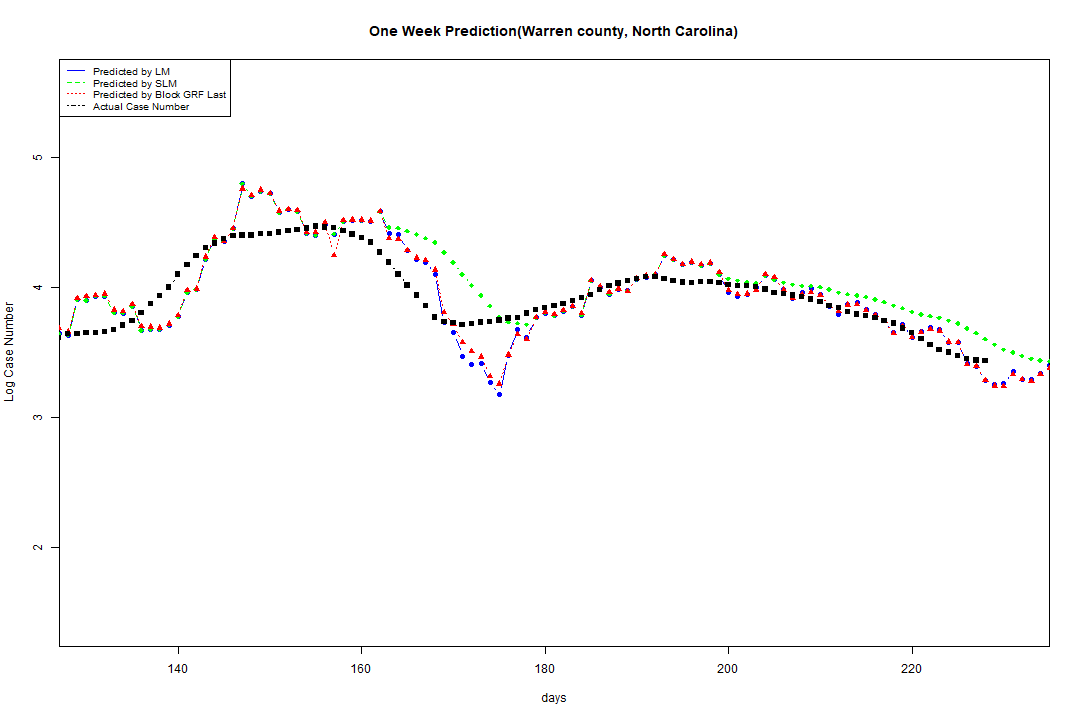 One Week Prediction(Warren county, North Carolina)
Predicted by LM
Predicted by SLM
Predicted by Block GRF Last
Actual Case Number
5
4
3
2
Log Case Number
140
160
180
200
220
days